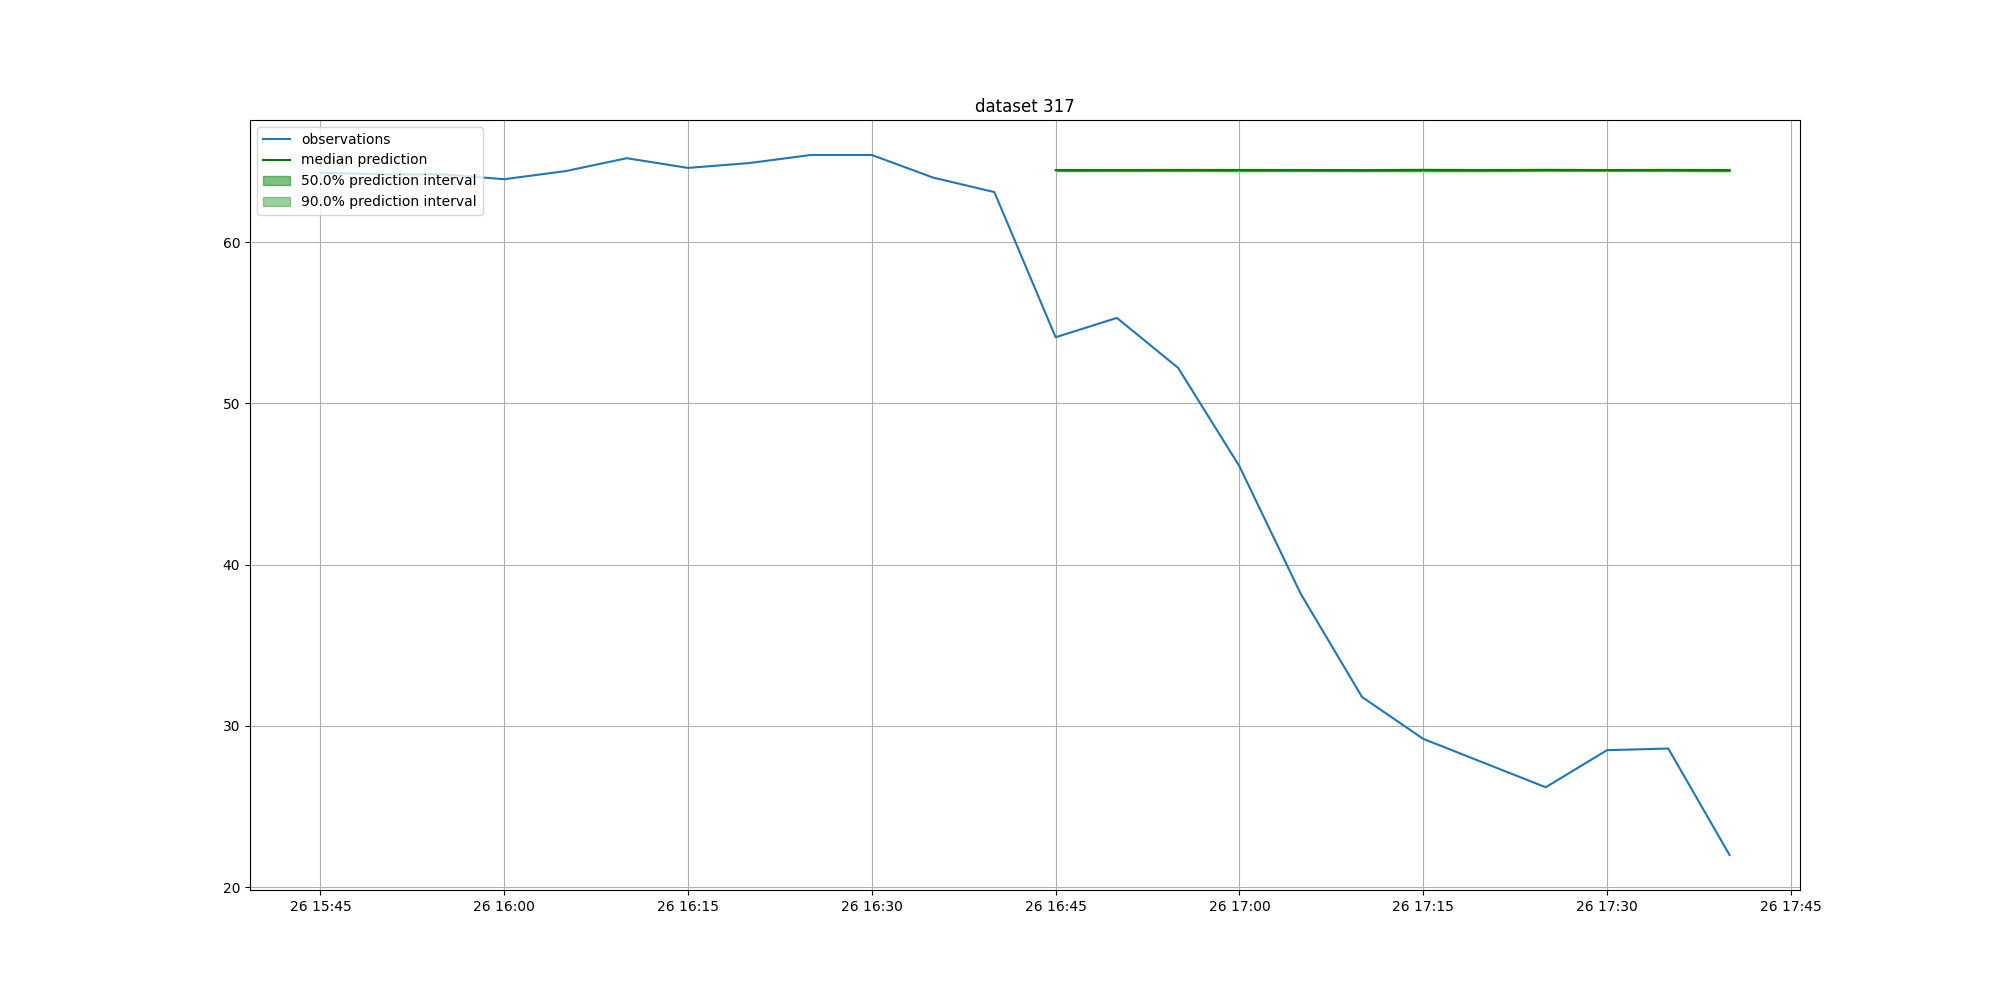 dataset 317
observations
median prediction
50.0% prediction interval
90.0% prediction interval
60
50
40
30
20
26 15:45 26 16:00 26 16:15 26 16:30 26 16:45 26 17:00 26 17:15 26 17:30 26 17:45